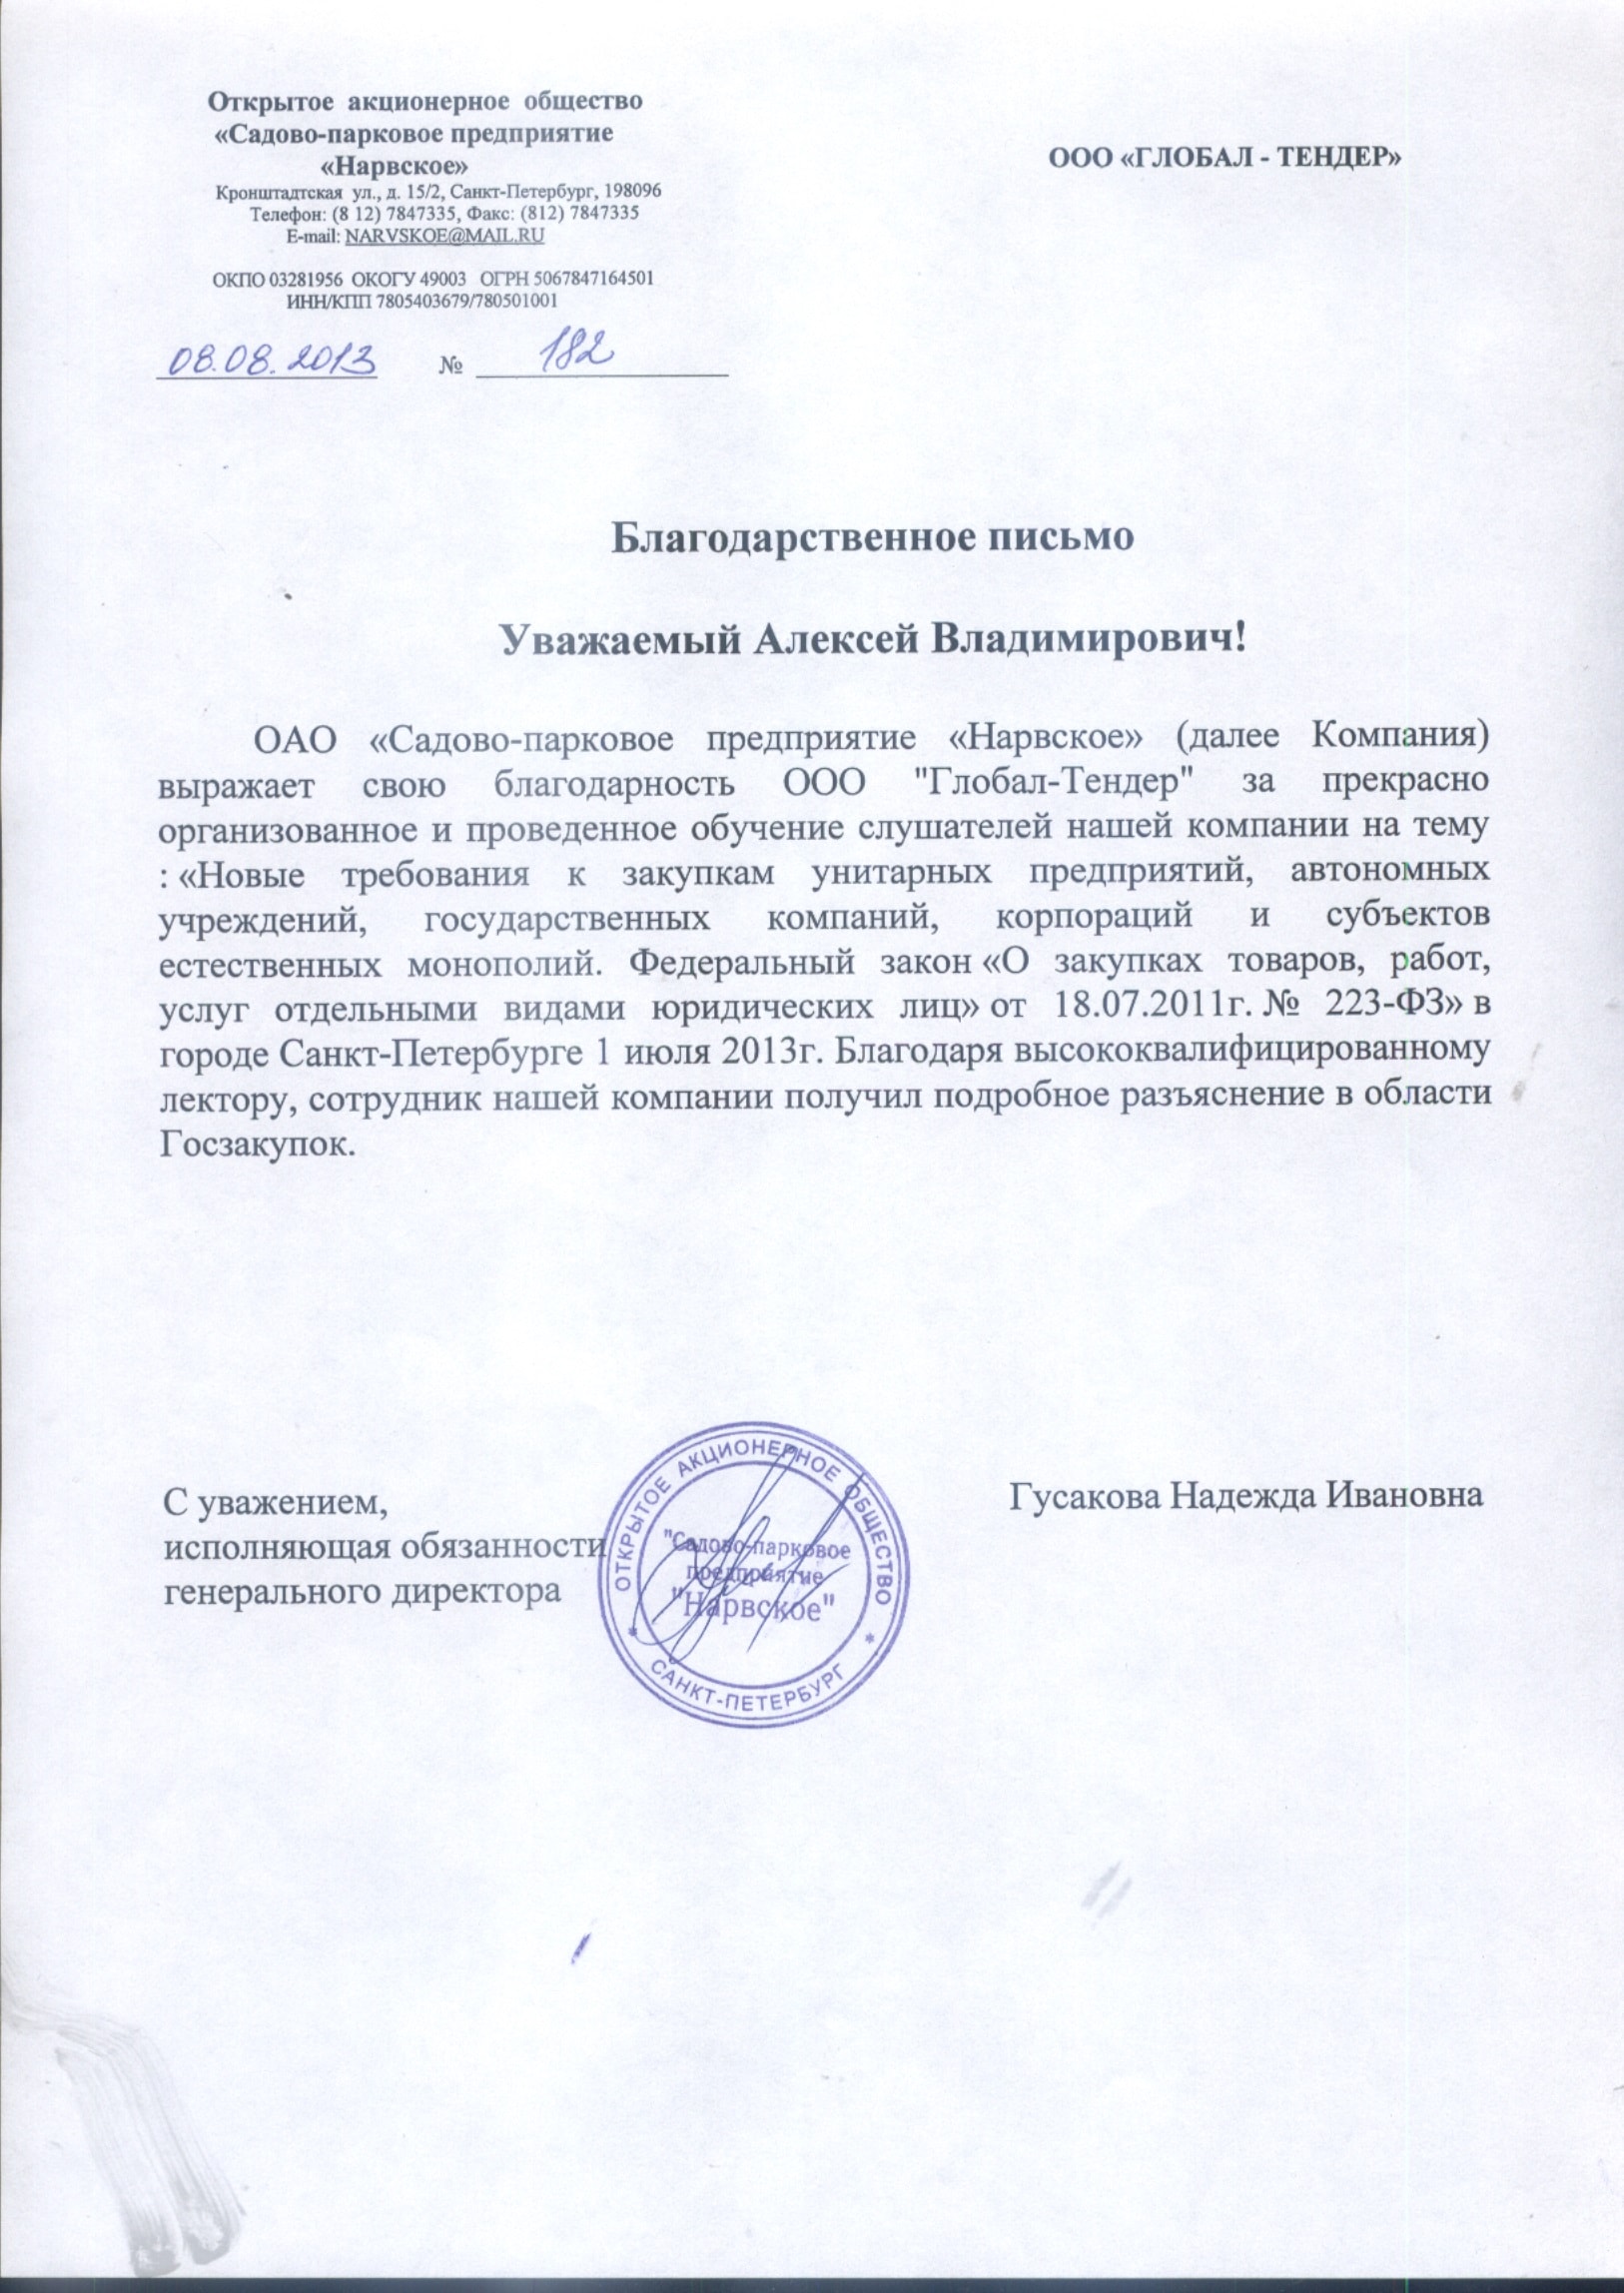 Открытое акционерное общество
«Садово-парковое предприятие
«Нарвское»
Кронштадтская ул., д. 15/2, Санкт-Петербург, 198096
Телефон: (8 12) 7847335, Факс: (812) 7847335
E-mail: NARVSKOE@MAIL.RU
ОКПО 03281956 ОКОГУ 49003 ОГРН 5067847164501
ИНН/КПП 7805403679/780501001
08.08.2013 № 182
ООО «ГЛОБАЛ - ТЕНДЕР»
Благодарственное письмо
Уважаемый Алексей Владимирович!
ОАО «Садово-парковое предприятие «Нарвское» (далее Компания)
выражает свою благодарность ООО "Глобал-Тендер" за прекрасно
организованное и проведенное обучение слушателей нашей компании на тему
: «Новые требования к закупкам унитарных предприятий, автономных
учреждений, государственных компаний, корпораций и субъектов
естественных монополий. Федеральный закон «О закупках товаров, работ,
услуг отдельными видами юридических лиц» от 18.07.2011г. № 223-ФЗ» в
городе Санкт-Петербурге 1 июля 2013г. Благодаря высококвалифицированному
лектору, сотрудник нашей компании получил подробное разъяснение в области
Госзакупок.
С уважением,
исполняющая обязанности
генерального директора
ОТКРЫТОЕ АКЦИОНЕРНОЕ ОБЩЕСТВО
"Садово-парковое
предприятие
"Нарвское"
* САНКТ-ПЕТЕРБУРГ *
Гусакова Надежда Ивановна